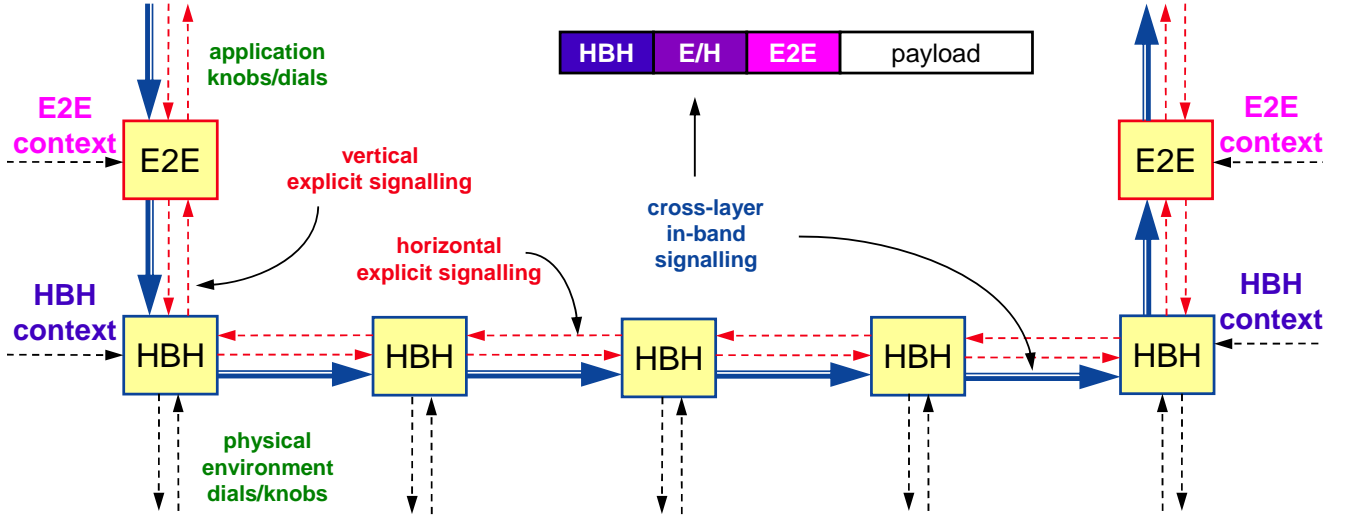 application
knobs/dials
HBH E/H E2E payload
E2E
context
E2E
context
E2E
E2E
vertical
explicit signalling
cross-layer
in-band
signalling
horizontal
explicit signalling
HBH
context
HBH
context
HBH HBH HBH HBH HBH
physical
environment
dials/knobs